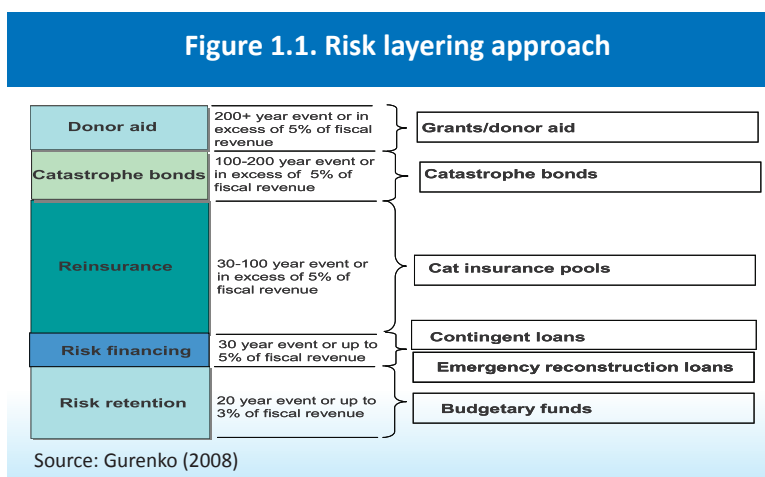 Figure 1.1. Risk layering approach
Donor aid
200+ year event or in
excess of 5% of fiscal
revenue
Grants/donor aid
Catastrophe bonds
100-200 year event or
in excess of 5% of
fiscal revenue
Catastrophe bonds
Reinsurance
30-100 year event or
in excess of 5% of
fiscal revenue
Cat insurance pools
Risk financing
30 year event or up to
5% of fiscal revenue
Contingent loans
Emergency reconstruction loans
Risk retention
20 year event or up to
3% of fiscal revenue
Budgetary funds
Source: Gurenko (2008)